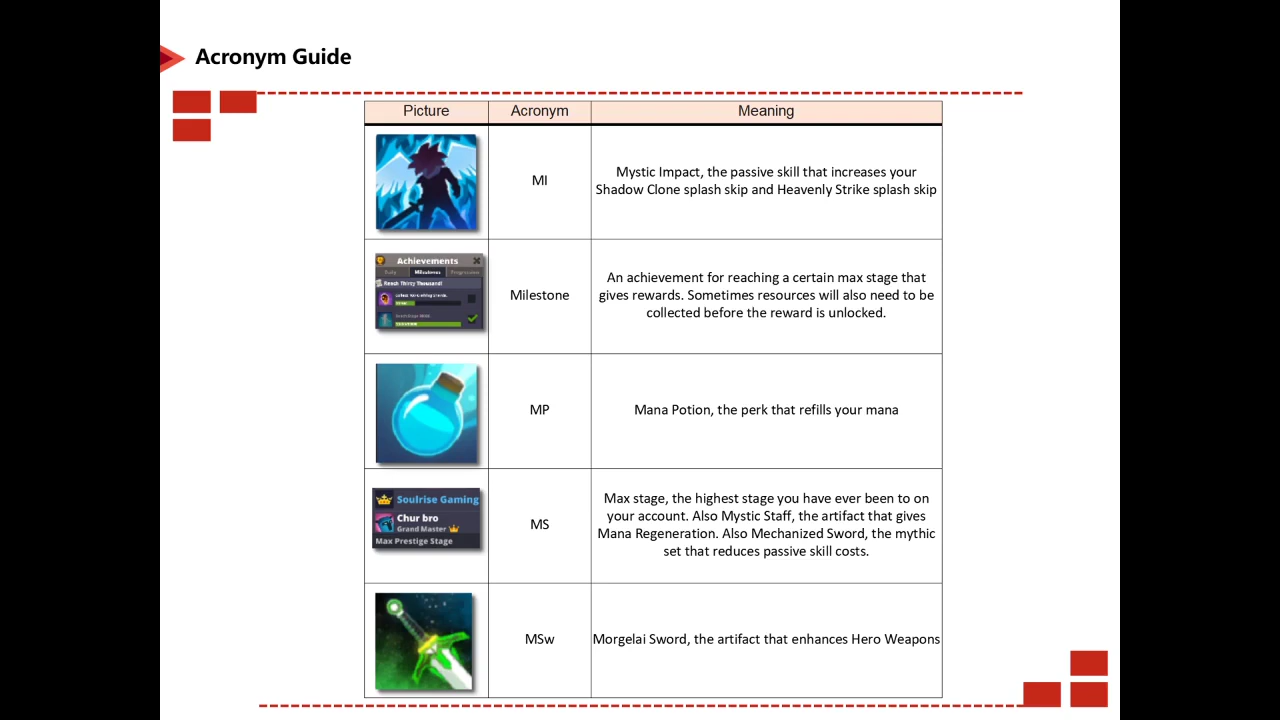 Acronym Guide
Picture Acronym Meaning
MI
Mystic Impact, the passive skill that increases your
Shadow Clone splash skip and Heavenly Strike splash skip
Achievements
Daily Milestones Progression
Reach Thirty Thousand!
Milestone
An achievement for reaching a certain max stage that
gives rewards. Sometimes resources will also need to be
collected before the reward is unlocked.
MP
Mana Potion, the perk that refills your mana
Soulrise Gaming
Chur bro
Grand Master
Max Prestige Stage
MS
Max stage, the highest stage you have ever been to on
your account. Also Mystic Staff, the artifact that gives
Mana Regeneration. Also Mechanized Sword, the mythic
set that reduces passive skill costs.
MSw
Morgelai Sword, the artifact that enhances Hero Weapons